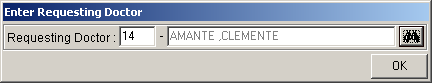 Enter Requesting Doctor
Requesting Doctor : 14 - AMANTE ,CLEMENTE
OK